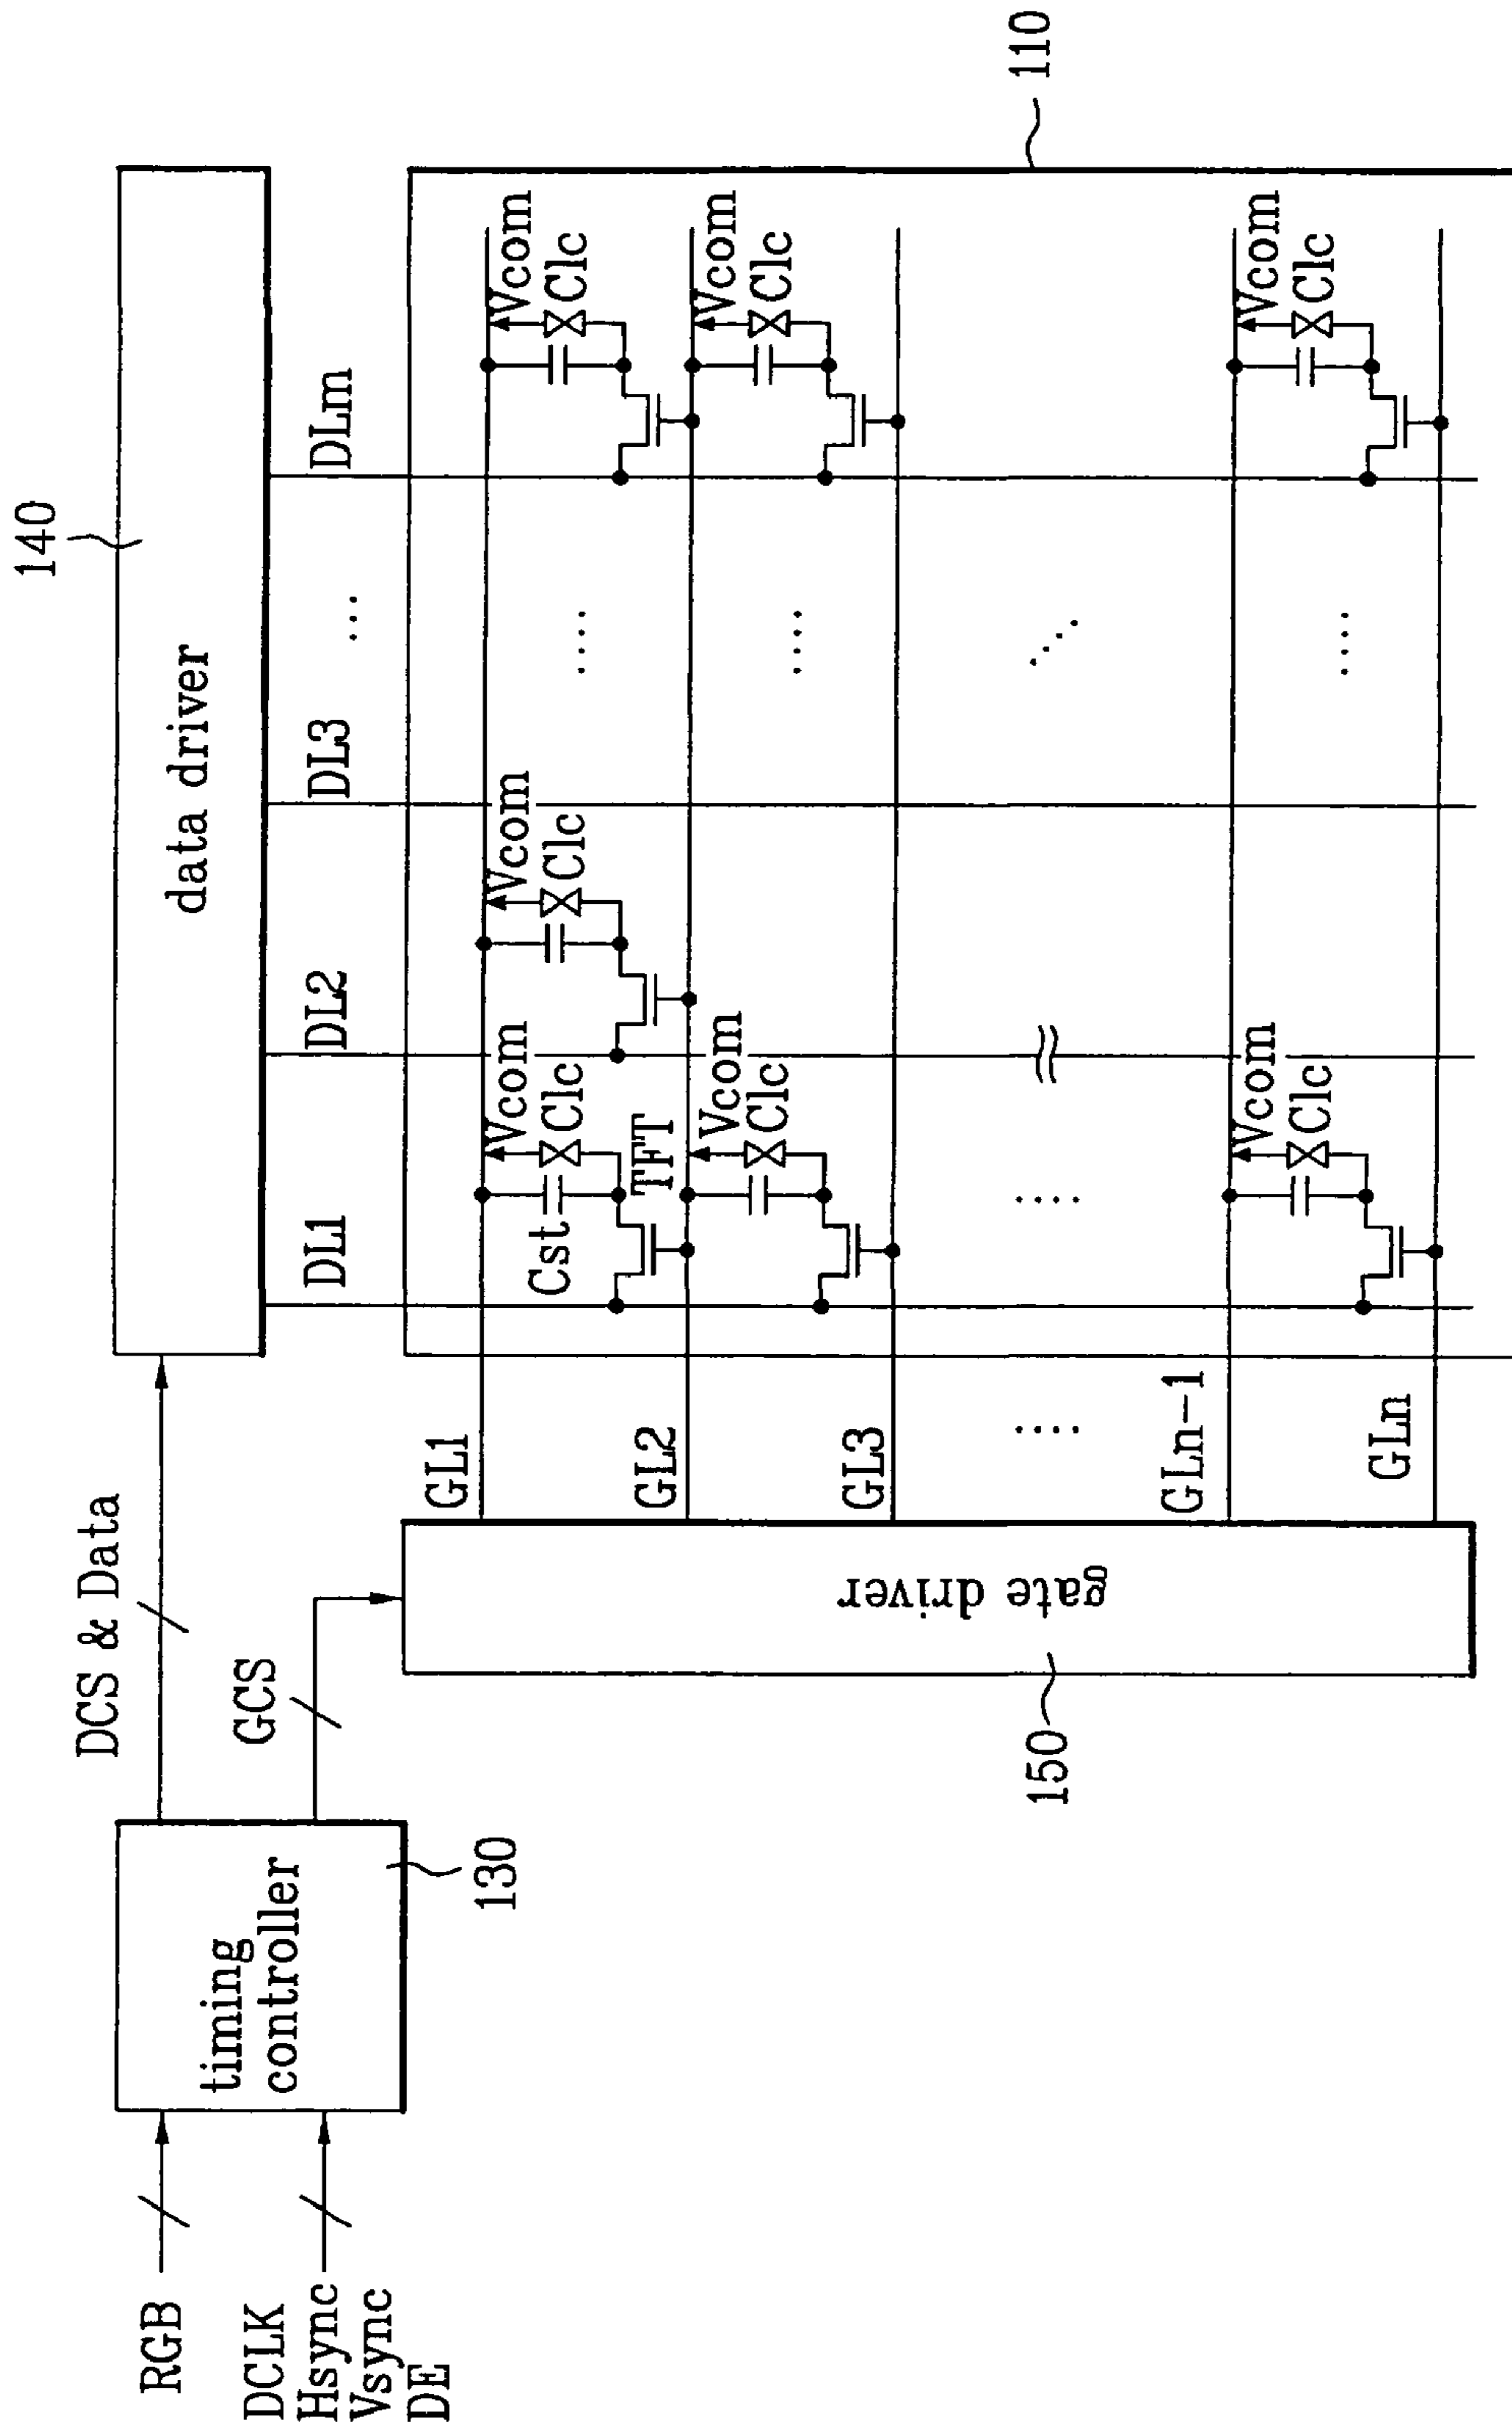 140
data driver
DCS & Data
RGB
timing
controller
DCLK
Hsync
Vsync
DE
130
GCS
DL1
DL2
DL3
...
DLm
110
GL1
GL2
GL3
....
GLn-1
GLn
gate driver
150
Vcom
Clc
Cst
TFT
Vcom
Clc
....
Vcom
Clc
Vcom
Clc
....
Vcom
Clc
....
....
Vcom
Clc
....
Vcom
Clc